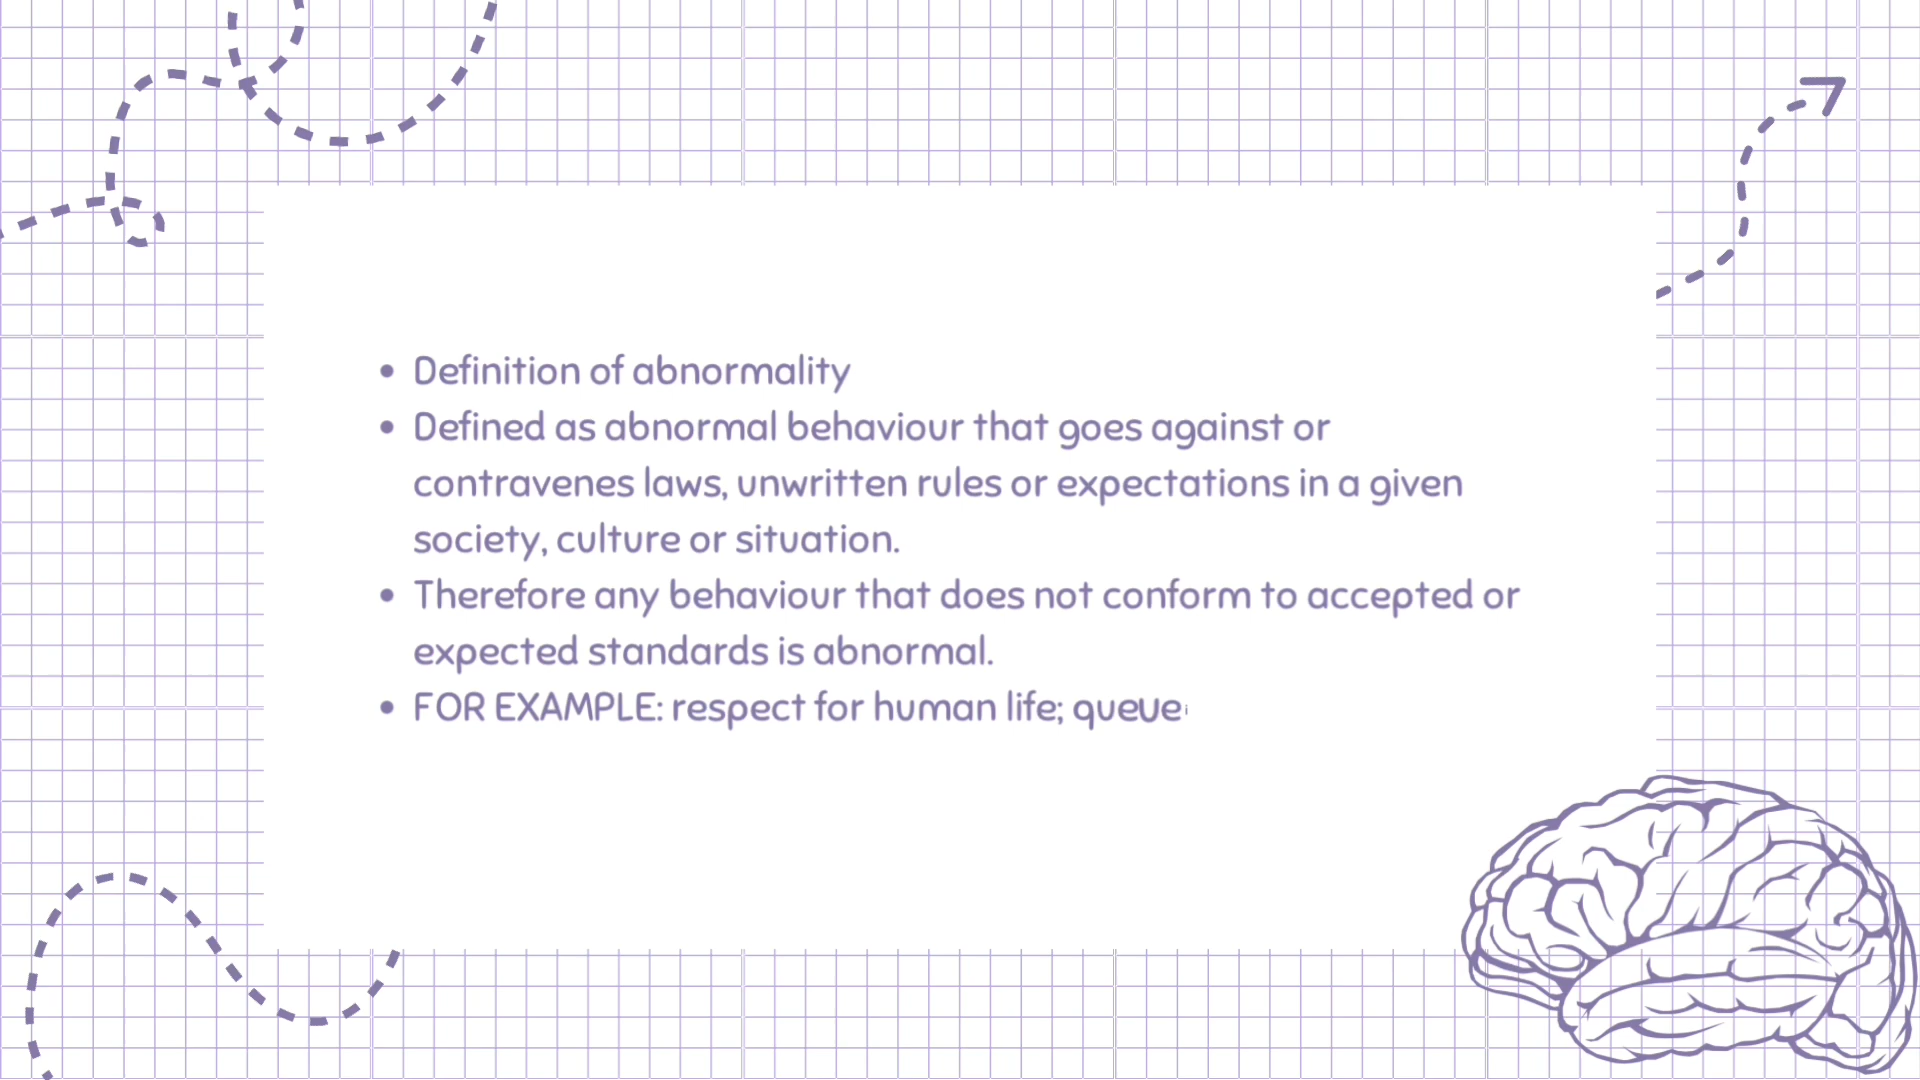 • Definition of abnormality
• Defined as abnormal behaviour that goes against or
contravenes laws, unwritten rules or expectations in a given
society, culture or situation.
• Therefore any behaviour that does not conform to accepted or
expected standards is abnormal.
• FOR EXAMPLE: respect for human life; queue